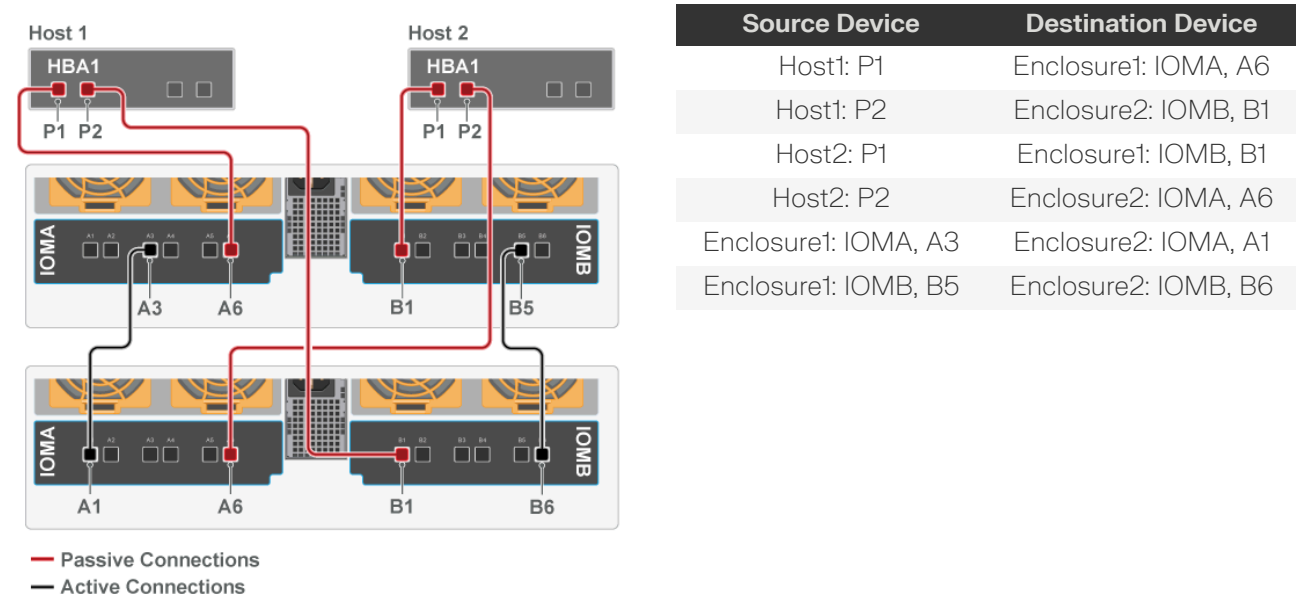 Host 1
Host 2
HBA1
HBA1
P1 P2
P1 P2
IOMA
A1 A2 A3 A4 A5
B2 B3 B4 B5 B6
IOMB
A3 A6 B1 B5
IOMA
A2 A3 A4 A5
B1 B2 B3 B4 B5
IOMB
A1 A6 B1 B6
Passive Connections
Active Connections
Source Device Destination Device
Host1: P1 Enclosure1: IOMA, A6
Host1: P2 Enclosure2: IOMB, B1
Host2: P1 Enclosure1: IOMB, B1
Host2: P2 Enclosure2: IOMA, A6
Enclosure1: IOMA, A3 Enclosure2: IOMA, A1
Enclosure1: IOMB, B5 Enclosure2: IOMB, B6